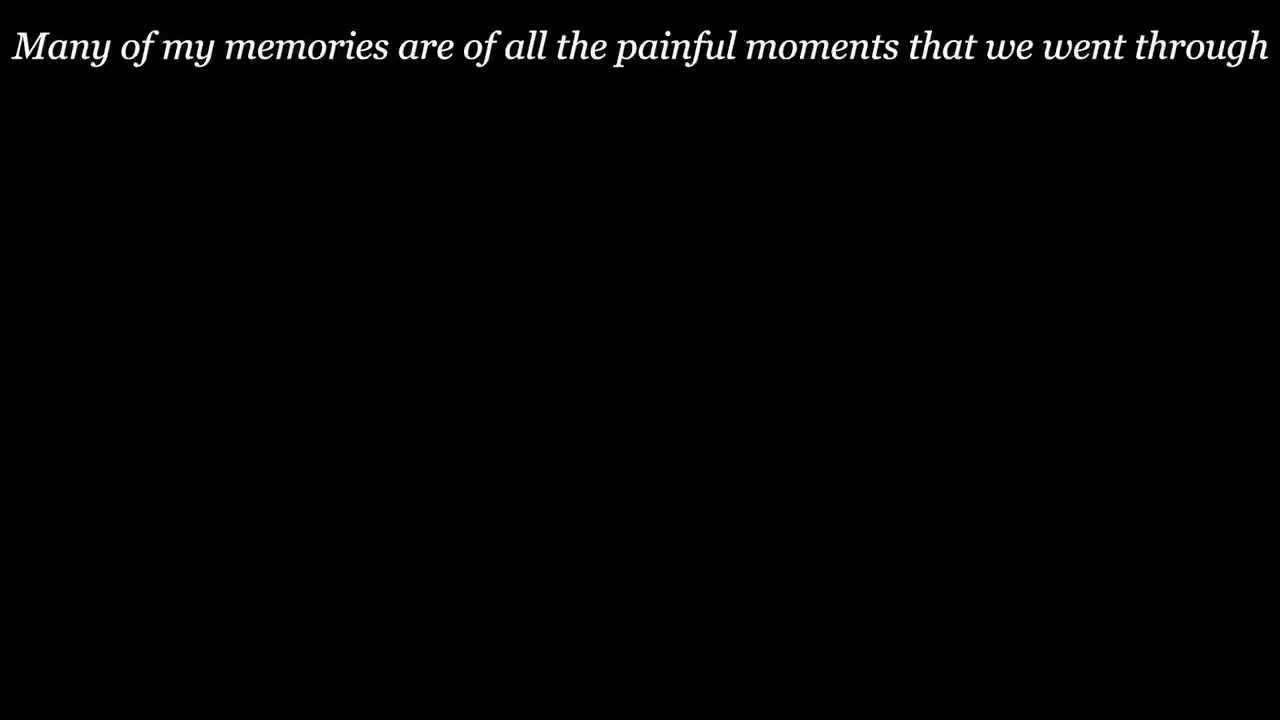 Many of my memories are of all the painful moments that we went through